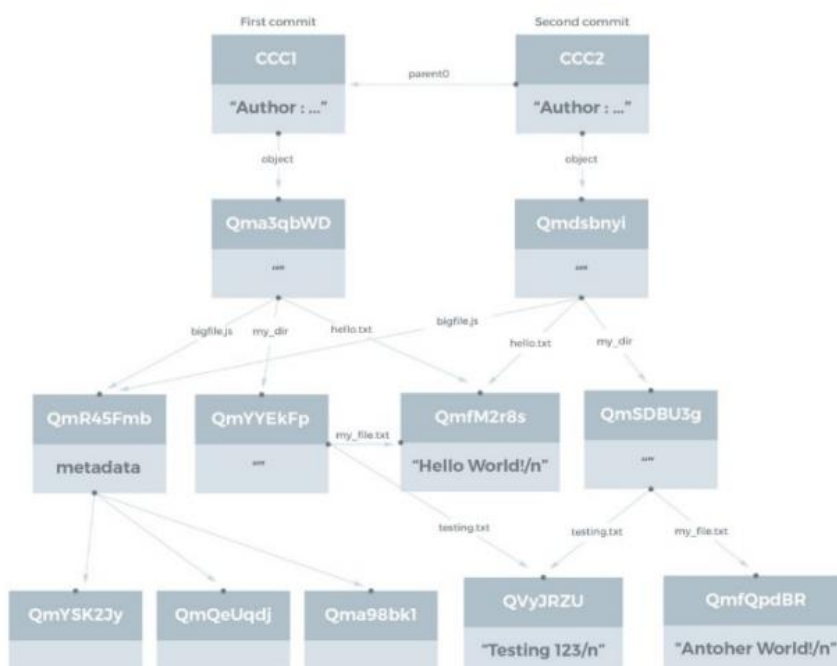 First commit
Second commit
CCC1
CCC2
parent0
"Author : ..."
"Author : ..."
object
object
Qma3qbWD
Qmdsbnyi
""
""
bigfile.js
my_dir
hello.txt
bigfile.js
hello.txt
my_dir
QmR45Fmb
QmYYEkFp
QmfM2r8s
QmSDBU3g
metadata
""
my_file.txt
"Hello World!/n"
""
testing.txt
testing.txt
my_file.txt
QmYSK2Jy
QmQeUqdj
Qma98bk1
QVyJRZU
QmfQpdBR
"Testing 123/n"
"Antoher World!/n"